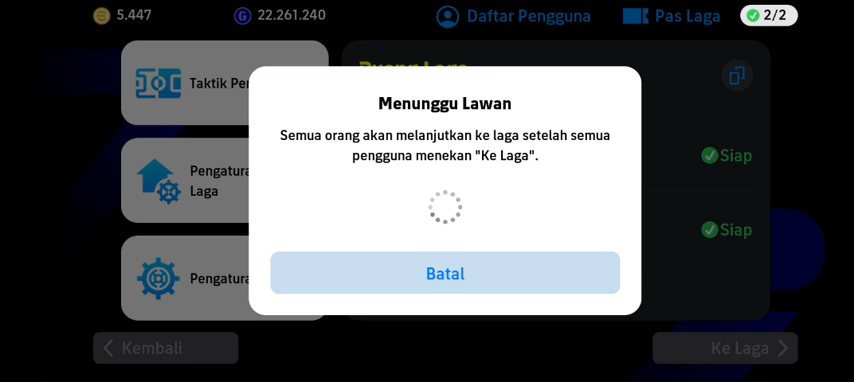 5.447
22.261.240
Daftar Pengguna
Pas Laga
2/2
Taktik Per
Menunggu Lawan
Semua orang akan melanjutkan ke laga setelah semua
pengguna menekan "Ke Laga".
Siap
Pengatura
Laga
Siap
Batal
Pengatura
Kembali
Ke Laga